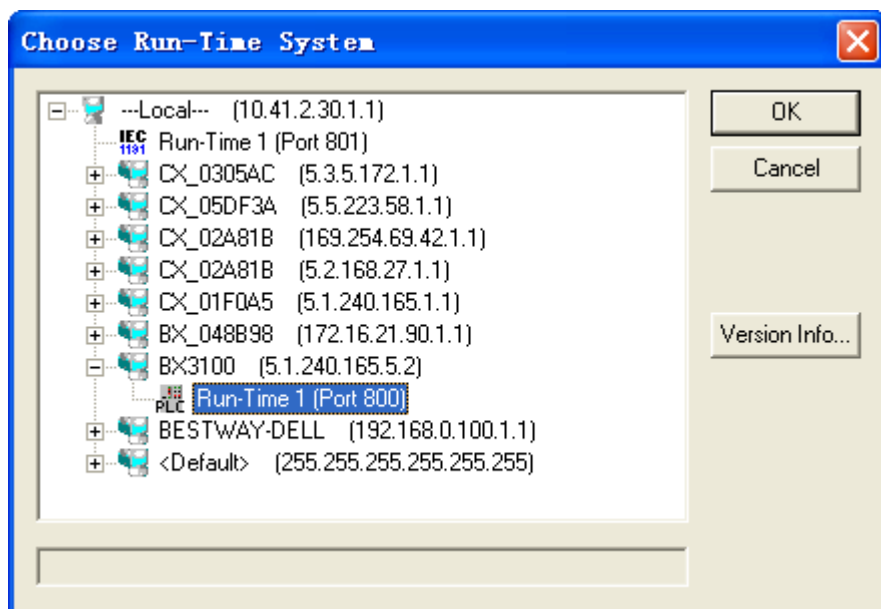 Choose Run-Time System
---Local--- (10.41.2.30.1.1)
IEC 1131 Run-Time 1 (Port 801)
CX_0305AC (5.3.5.172.1.1)
CX_05DF3A (5.5.223.58.1.1)
CX_02A81B (169.254.69.42.1.1)
CX_02A81B (5.2.168.27.1.1)
CX_01F0A5 (5.1.240.165.1.1)
BX_048B98 (172.16.21.90.1.1)
BX3100 (5.1.240.165.5.2)
PLC Run-Time 1 (Port 800)
BESTWAY-DELL (192.168.0.100.1.1)
<Default> (255.255.255.255.255.255)
OK
Cancel
Version Info...